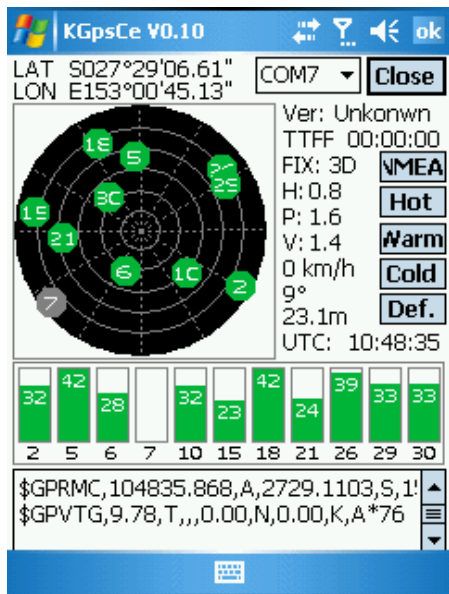 KGpsCe V0.10
ok
LAT S027°29'06.61"
LON E153°00'45.13"
COM7
Close
Ver: Unkonwn
TTFF 00:00:00
FIX: 3D
NMEA
H: 0.8
Hot
P: 1.6
V: 1.4
Warm
0 km/h
Cold
9°
23.1m
Def.
UTC: 10:48:35
18
5
29
30
15
21
6
10
2
7
32 42 28 32 23 42 24 39 33 33
2 5 6 7 10 15 18 21 26 29 30
$GPRMC,104835.868,A,2729.1103,S,1
$GPVTG,9.78,T,,,0.00,N,0.00,K,A*76